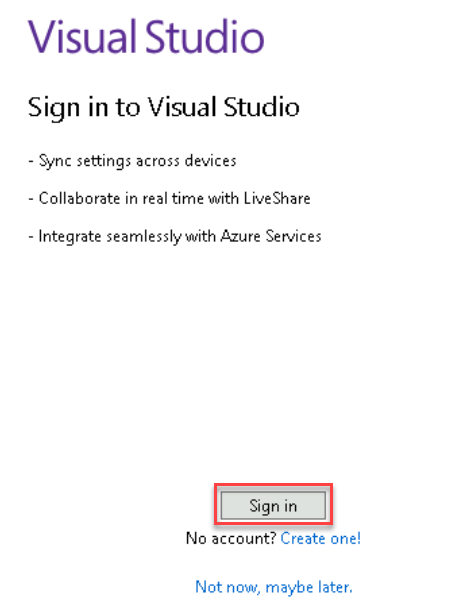 Visual Studio
Sign in to Visual Studio
- Sync settings across devices
- Collaborate in real time with LiveShare
- Integrate seamlessly with Azure Services
Sign in
No account? Create one!
Not now, maybe later.